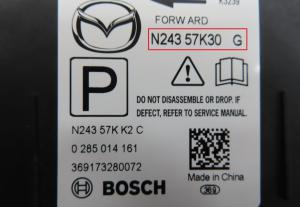 K3239
FORWARD
N243 57K30 G
P
DO NOT DISASSEMBLE OR DROP. IF
DEFECT, REFER TO SERVICE MANUAL.
N243 57K K2 C
0 285 014 161
369173280072
BOSCH
Made in China